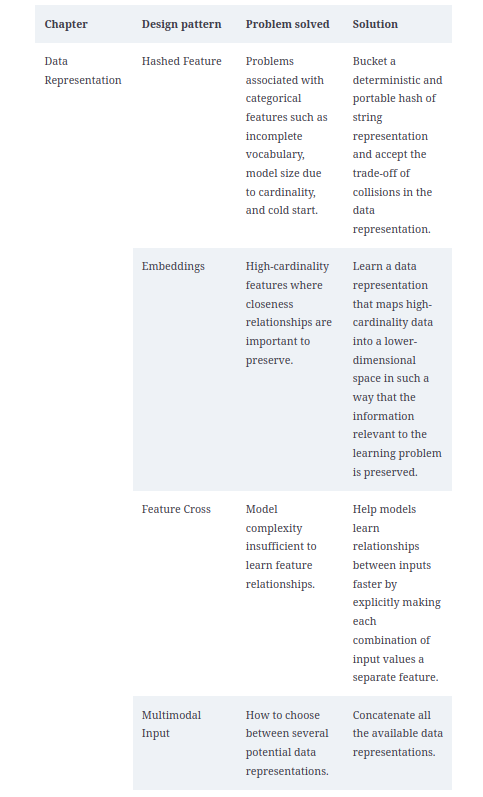 Chapter Design pattern Problem solved Solution
Data
Representation
Hashed Feature
Problems
associated with
categorical
features such as
incomplete
vocabulary,
model size due
to cardinality,
and cold start.
Bucket a
deterministic and
portable hash of
string
representation
and accept the
trade-off of
collisions in the
data
representation.
Embeddings
High-cardinality
features where
closeness
relationships are
important to
preserve.
Learn a data
representation
that maps high-
cardinality data
into a lower-
dimensional
space in such a
way that the
information
relevant to the
learning problem
is preserved.
Feature Cross
Model
complexity
insufficient to
learn feature
relationships.
Help models
learn
relationships
between inputs
faster by
explicitly making
each
combination of
input values a
separate feature.
Multimodal
Input
How to choose
between several
potential data
representations.
Concatenate all
the available data
representations.